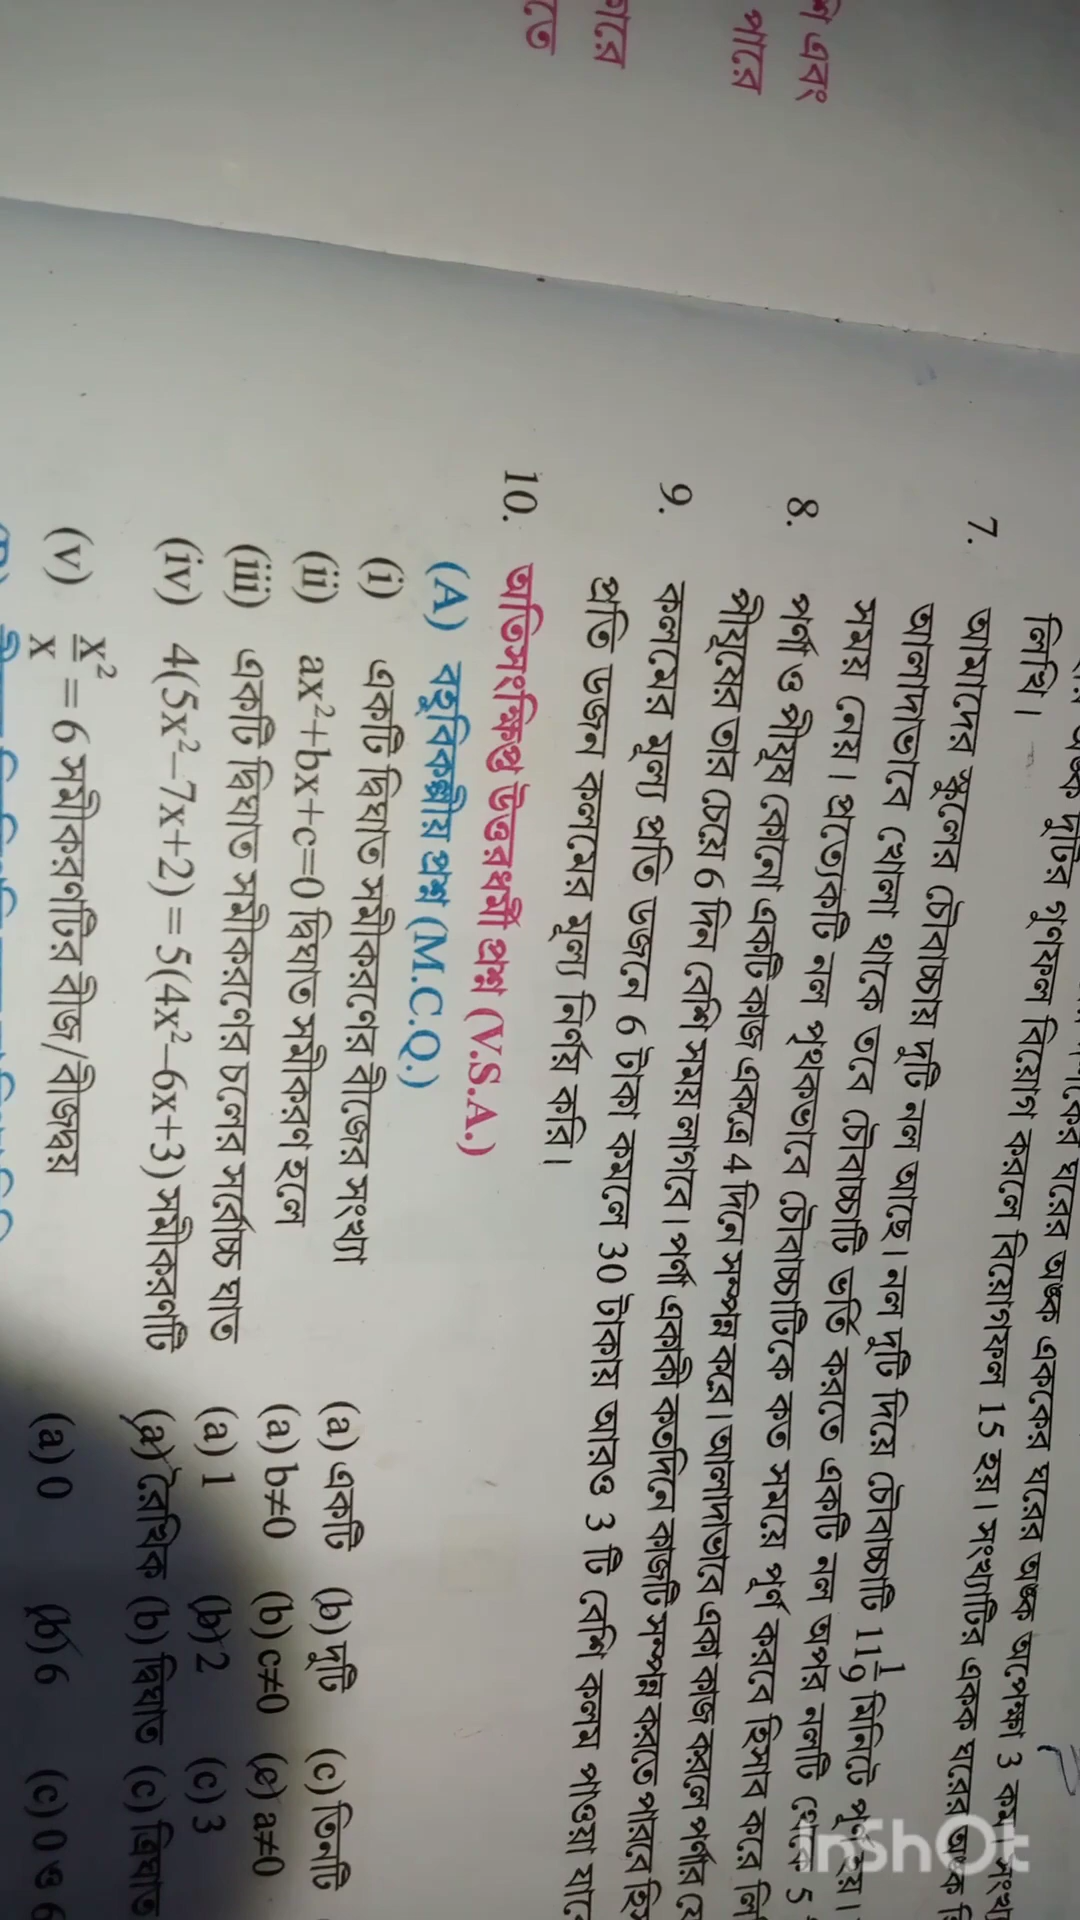 শি এবং
পারে
পারে
তে
লিখি।
7. আমাদের স্কুলের চৌবাচ্চায় দুটি নল আছে। নল দুটি দিয়ে চৌবাচ্চাটি 11 1/9 মিনিটে পূর্ণ হয়।
আলাদাভাবে খোলা থাকে তবে চৌবাচ্চাটি ভর্তি করতে একটি নল অপর নলটি থেকে 5
সময় নেয়। প্রত্যেকটি নল পৃথকভাবে চৌবাচ্চাটিকে কত সময়ে পূর্ণ করবে হিসাব করে লি
8. পর্ণা ও পীযূষ কোনো একটি কাজ একত্রে 4 দিনে সম্পন্ন করে। আলাদাভাবে একা কাজ করলে পর্ণার যে
পীযূষের তার চেয়ে 6 দিন বেশি সময় লাগবে। পর্ণা একাকী কতদিনে কাজটি সম্পন্ন করতে পারবে হি
9. কলমের মূল্য প্রতি ডজনে 6 টাকা কমলে 30 টাকায় আরও 3 টি বেশি কলম পাওয়া যাবে
প্রতি ডজন কলমের মূল্য নির্ণয় করি।
10. অতিসংক্ষিপ্ত উত্তরধর্মী প্রশ্ন (V.S.A.)
(A) বহুবিকল্পীয় প্রশ্ন (M.C.Q.)
(i) একটি দ্বিঘাত সমীকরণের বীজের সংখ্যা (a) একটি (b) দুটি (c) তিনটি
(ii) ax²+bx+c=0 দ্বিঘাত সমীকরণ হলে (a) b≠0 (b) c≠0 (c) a≠0
(iii) একটি দ্বিঘাত সমীকরণের চলের সর্বোচ্চ ঘাত (a) 1 (b) 2 (c) 3
(iv) 4(5x²–7x+2) = 5(4x²–6x+3) সমীকরণটি (a) রৈখিক (b) দ্বিঘাত (c) ত্রিঘাত
(v) x²/x = 6 সমীকরণটির বীজ/বীজদ্বয় (a) 0 (b) 6 (c) 0 ও 6
InShOt